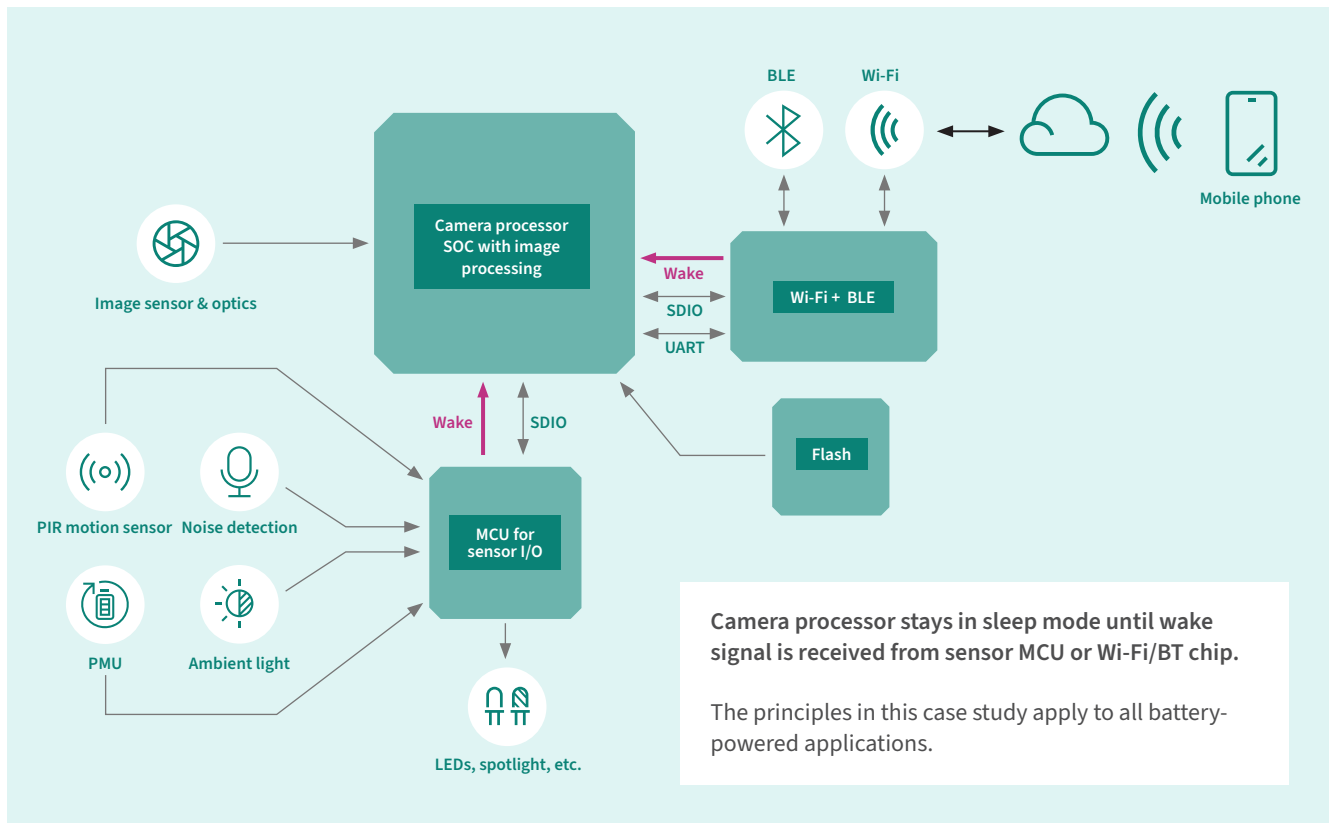 BLE
Wi-Fi
Mobile phone
Camera processor
SOC with image
processing
Image sensor & optics
Wake
SDIO
UART
Wi-Fi + BLE
Wake
SDIO
Flash
PIR motion sensor
Noise detection
MCU for
sensor I/O
PMU
Ambient light
LEDs, spotlight, etc.
Camera processor stays in sleep mode until wake
signal is received from sensor MCU or Wi-Fi/BT chip.
The principles in this case study apply to all battery-
powered applications.